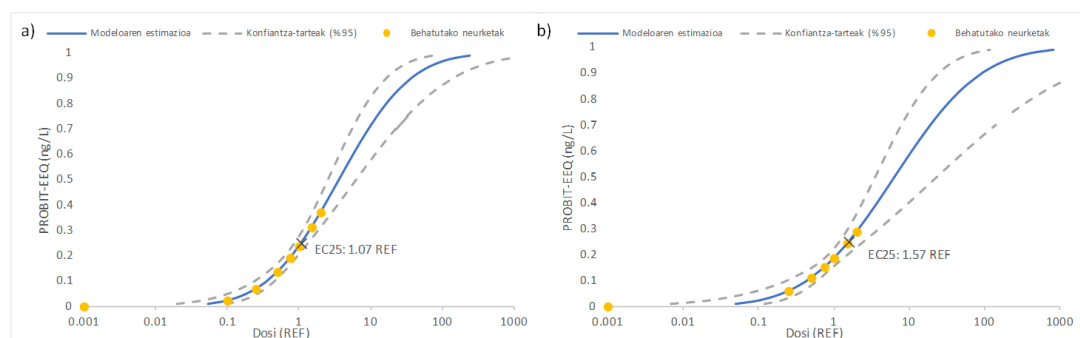 a)
Modeloaren estimazioa
Konfiantza-tarteak (%95)
Behatutako neurketak
PROBIT-EEQ (ng/L)
1
0.9
0.8
0.7
0.6
0.5
0.4
0.3
0.2
0.1
0
EC25: 1.07 REF
0.001
0.01
0.1
1
10
100
1000
Dosi (REF)
b)
Modeloaren estimazioa
Konfiantza-tarteak (%95)
Behatutako neurketak
PROBIT-EEQ (ng/L)
1
0.9
0.8
0.7
0.6
0.5
0.4
0.3
0.2
0.1
0
EC25: 1.57 REF
0.001
0.01
0.1
1
10
100
1000
Dosi (REF)